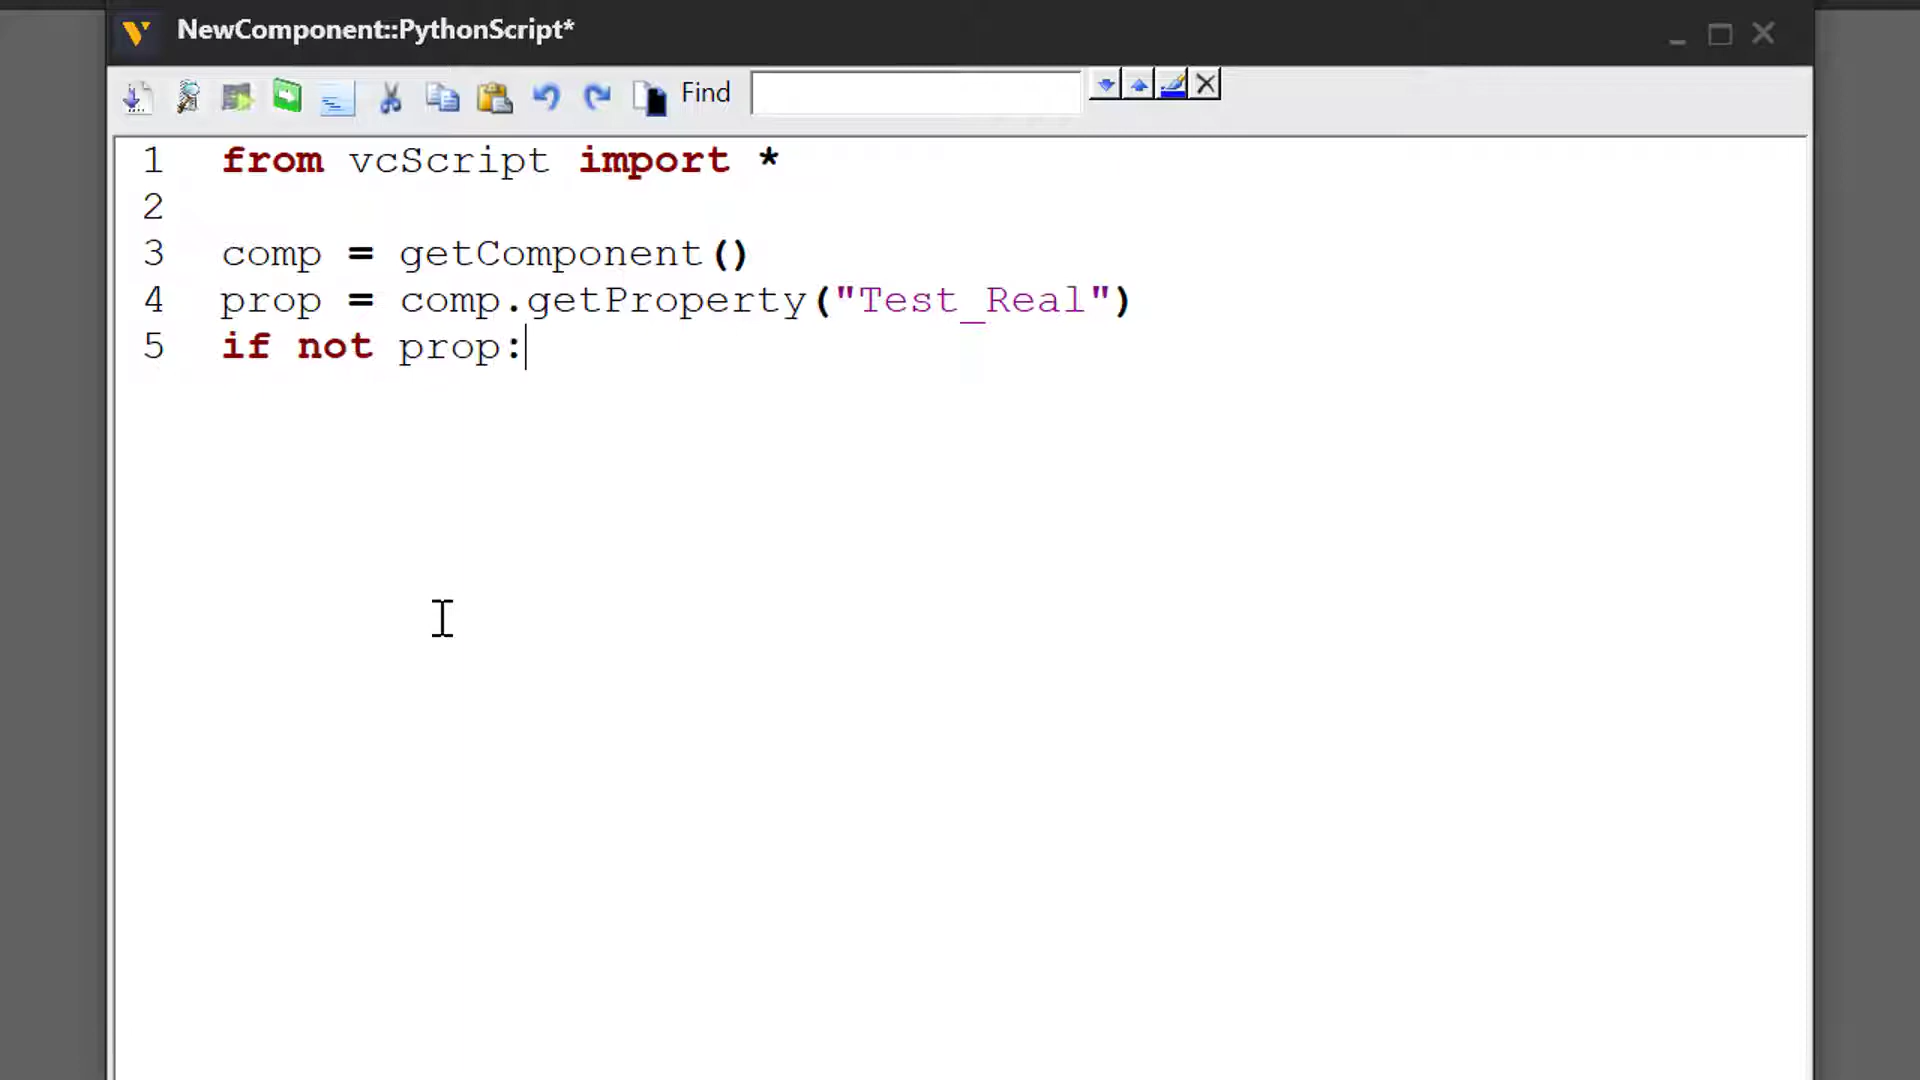 NewComponent::PythonScript*
Find
1 from vcScript import *
2
3 comp = getComponent()
4 prop = comp.getProperty("Test_Real")
5 if not prop: